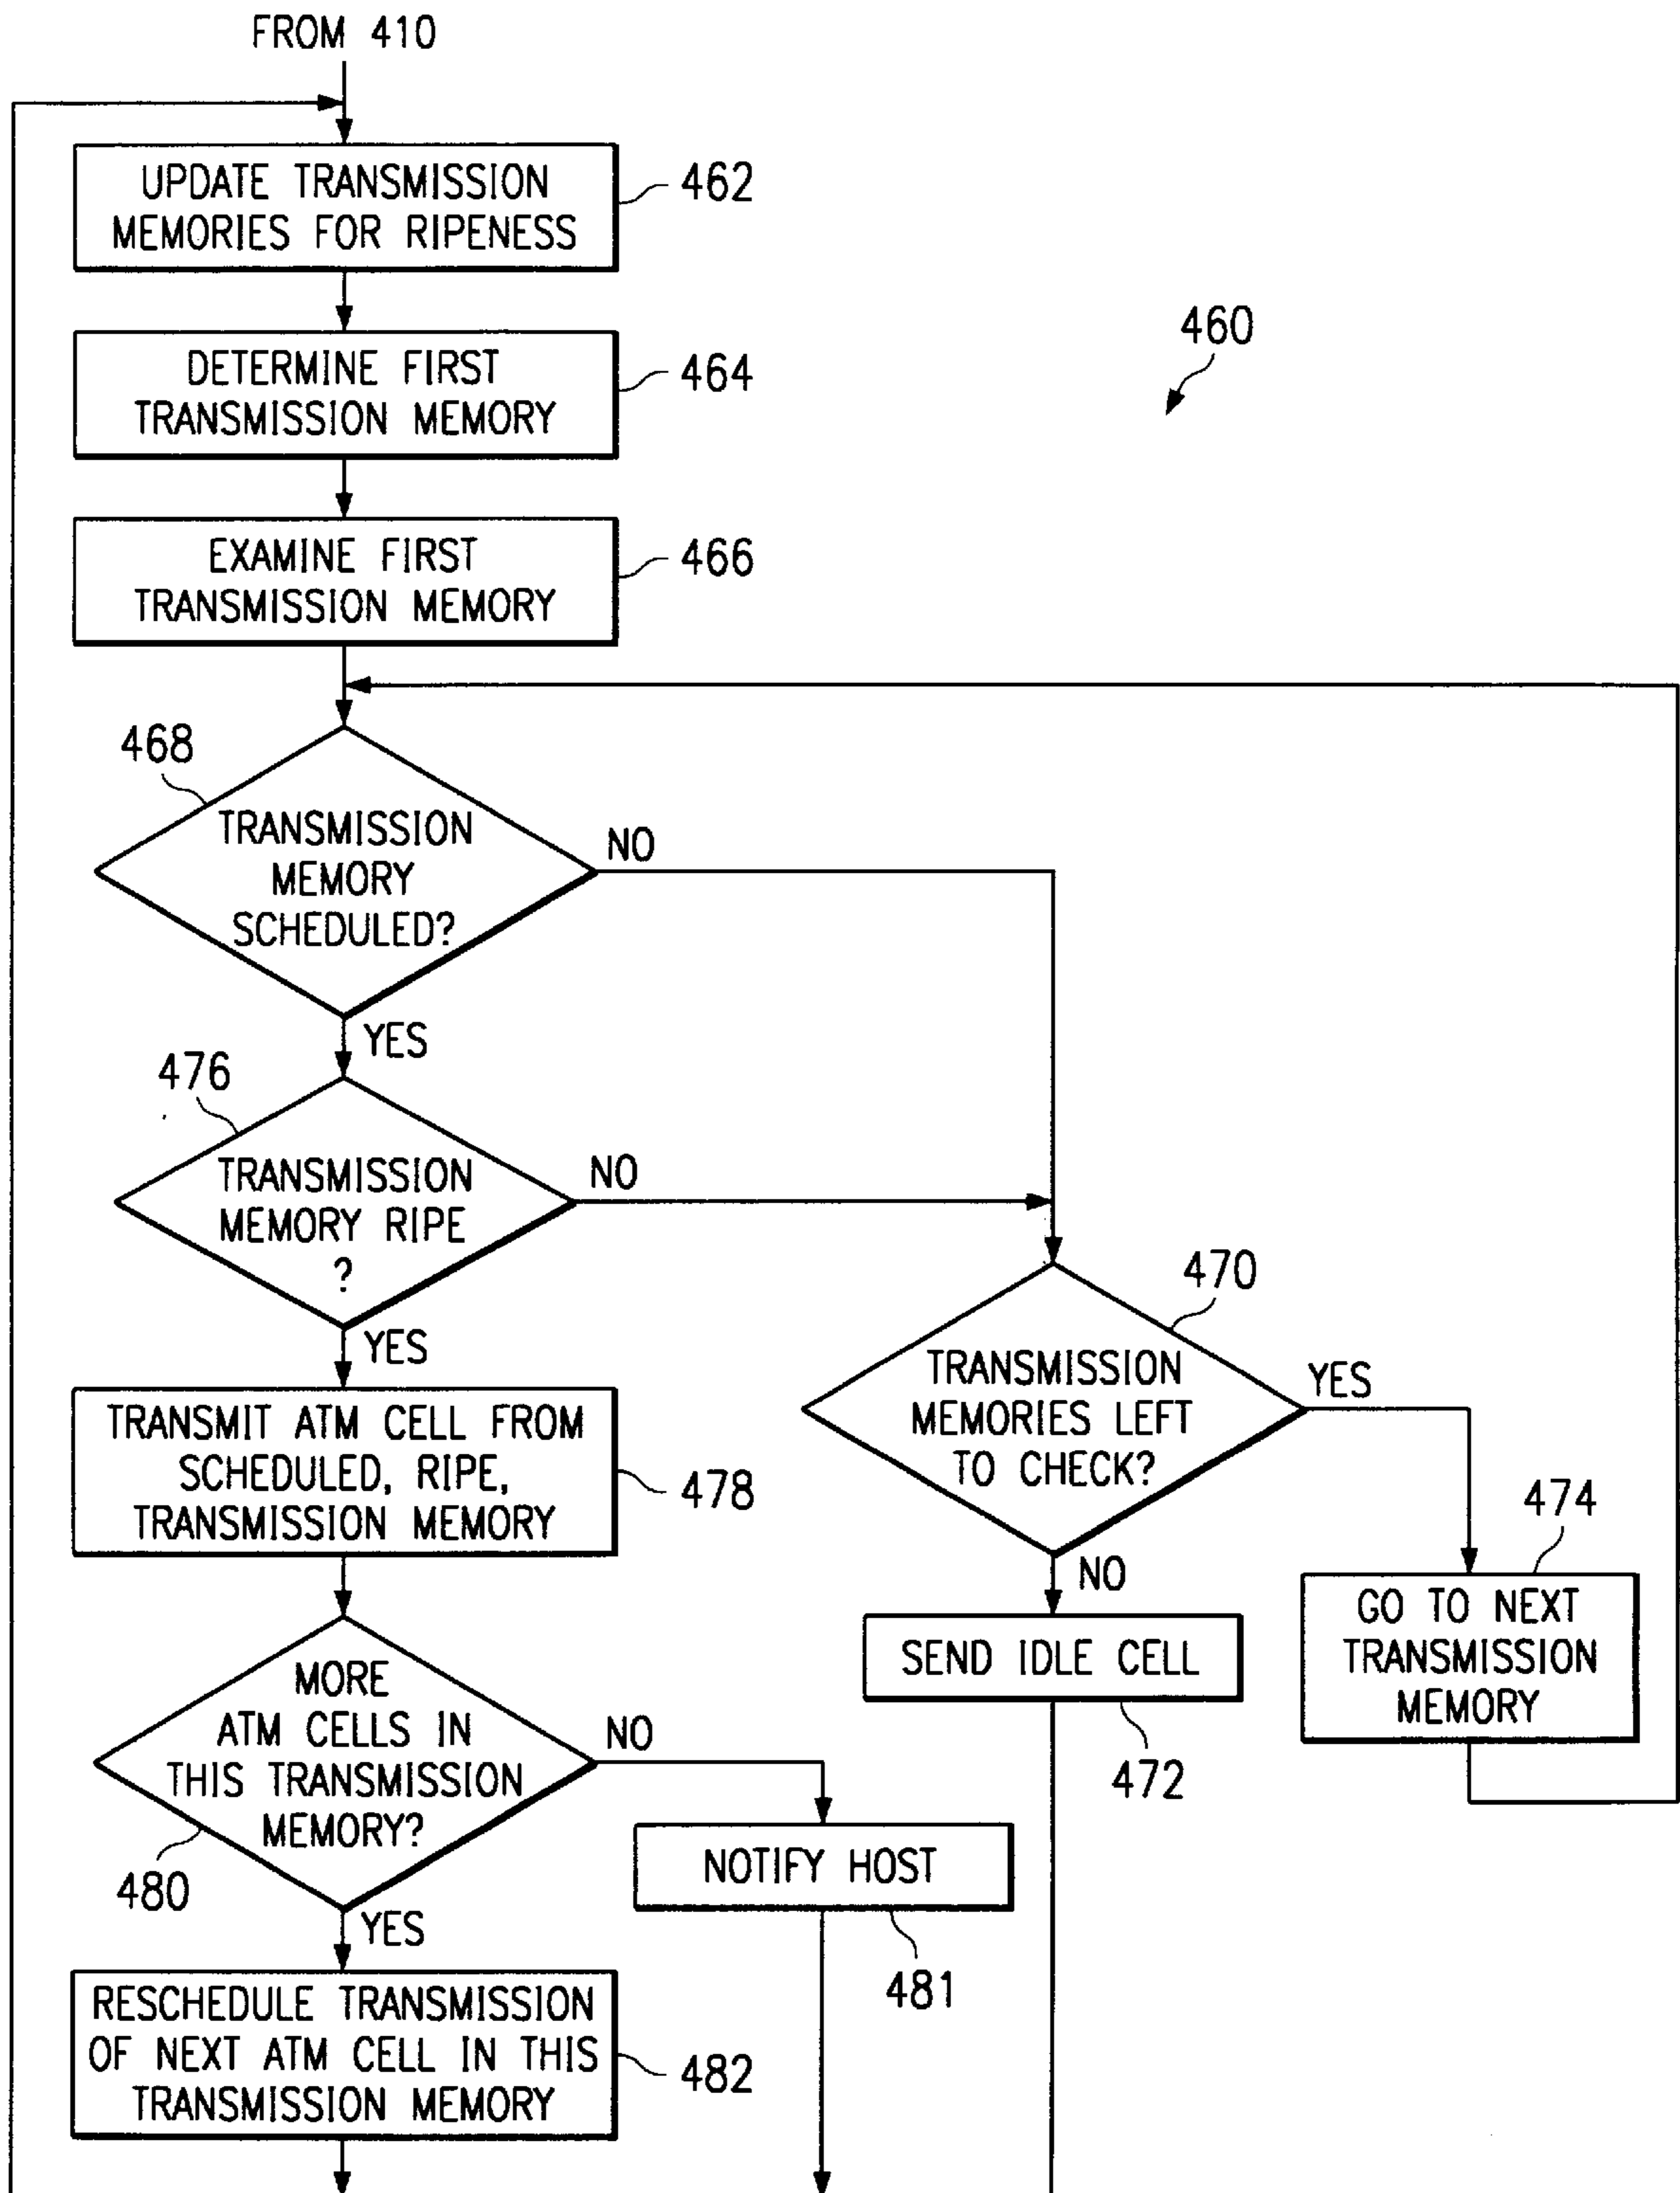 FROM 410
UPDATE TRANSMISSION
MEMORIES FOR RIPENESS
462
DETERMINE FIRST
TRANSMISSION MEMORY
464
460
EXAMINE FIRST
TRANSMISSION MEMORY
466
468
TRANSMISSION
MEMORY
SCHEDULED?
NO
YES
476
TRANSMISSION
MEMORY RIPE
?
NO
YES
470
TRANSMISSION
MEMORIES LEFT
TO CHECK?
YES
NO
474
GO TO NEXT
TRANSMISSION
MEMORY
SEND IDLE CELL
472
TRANSMIT ATM CELL FROM
SCHEDULED, RIPE,
TRANSMISSION MEMORY
478
MORE
ATM CELLS IN
THIS TRANSMISSION
MEMORY?
480
NO
YES
NOTIFY HOST
481
RESCHEDULE TRANSMISSION
OF NEXT ATM CELL IN THIS
TRANSMISSION MEMORY
482